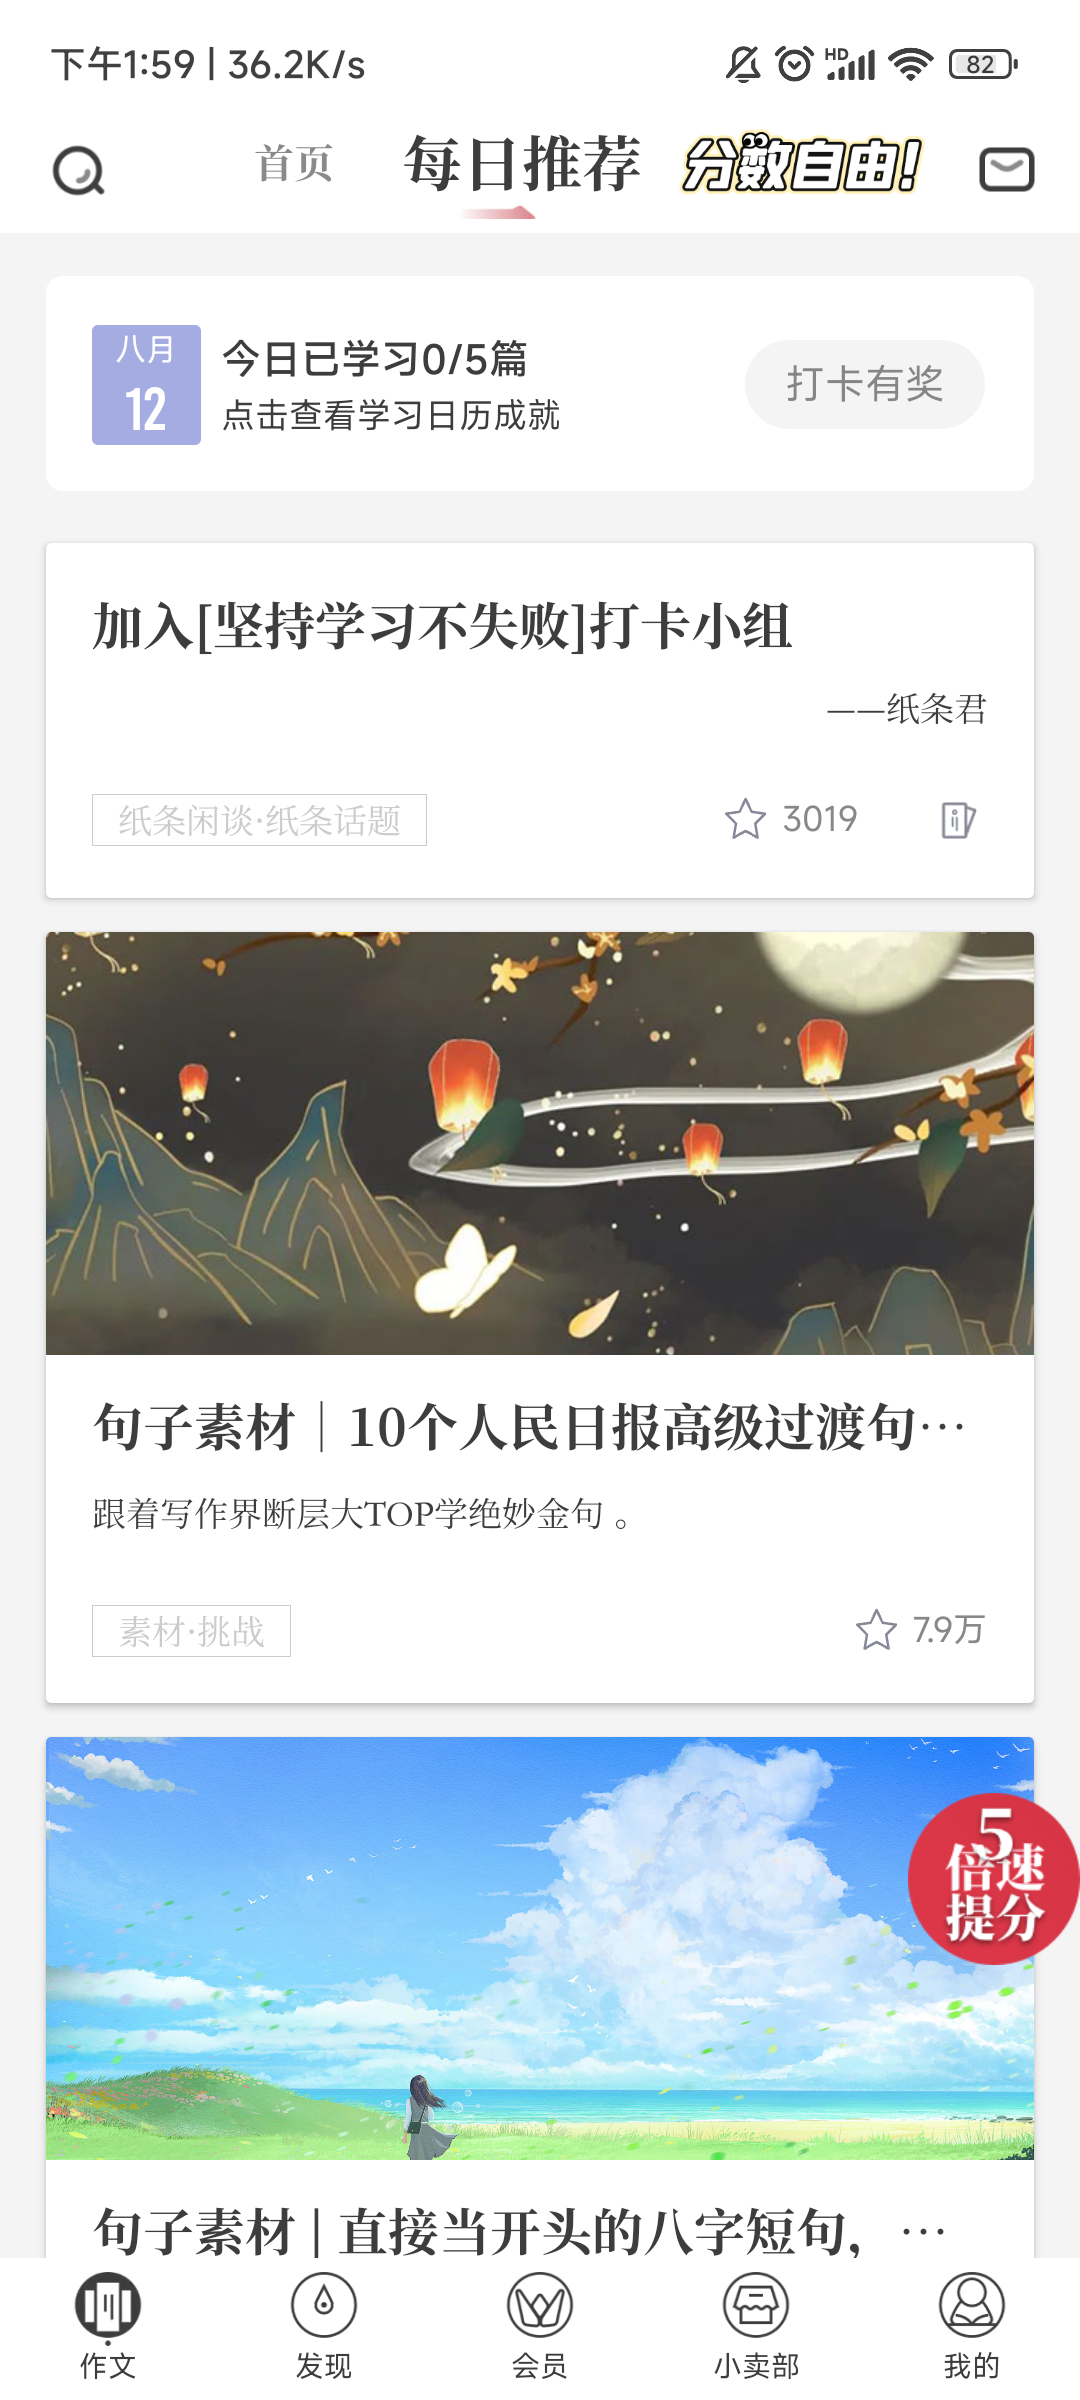 下午1:59 | 36.2K/s
HD
82
首页
每日推荐
分数自由!
八月
12
今日已学习0/5篇
点击查看学习日历成就
打卡有奖
加入[坚持学习不失败]打卡小组
——纸条君
纸条闲谈·纸条话题
3019
句子素材｜10个人民日报高级过渡句…
跟着写作界断层大TOP学绝妙金句 。
素材·挑战
7.9万
5
倍速
提分
句子素材 | 直接当开头的八字短句，…
作文
发现
会员
小卖部
我的